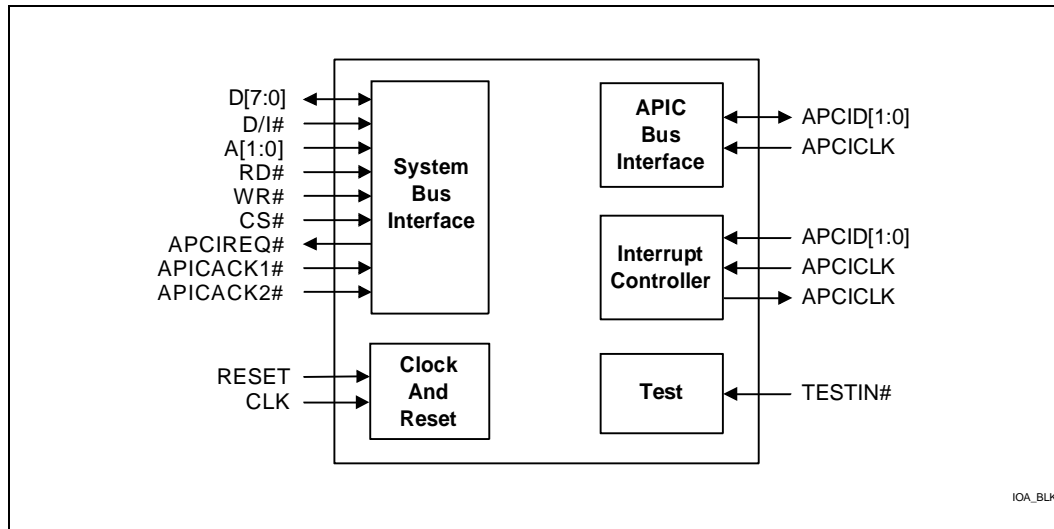 D[7:0]
D/I#
A[1:0]
RD#
WR#
CS#
APCIREQ#
APICACK1#
APICACK2#
System
Bus
Interface
APIC
Bus
Interface
APCID[1:0]
APCICLK
Interrupt
Controller
APCID[1:0]
APCICLK
APCICLK
RESET
CLK
Clock
And
Reset
Test
TESTIN#
IOA_BLK